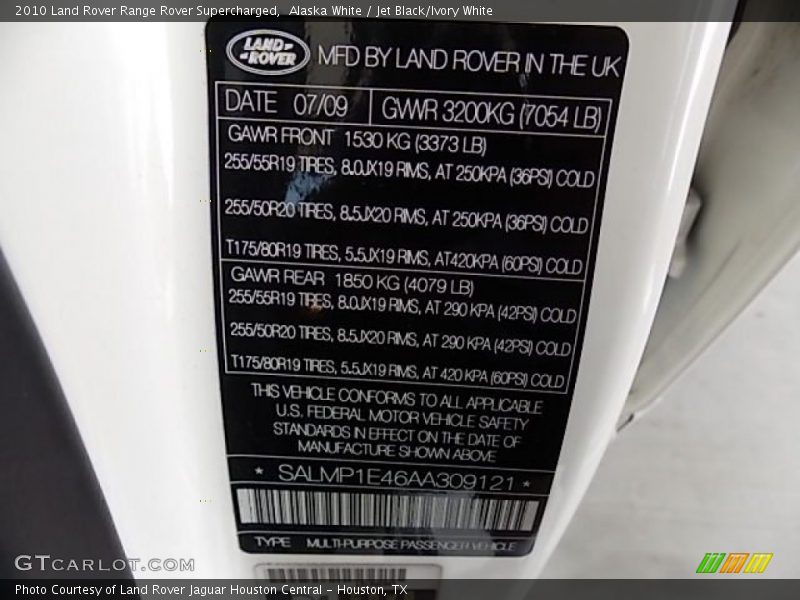 2010 Land Rover Range Rover Supercharged,  Alaska White / Jet Black/Ivory White
LAND-
-ROVER
MFD BY LAND ROVER IN THE UK
DATE 07/09 GWR 3200KG (7054 LB)
GAWR FRONT 1530 KG (3373 LB)
255/55R19 TIRES, 8.0JX19 RIMS, AT 250KPA (36PSI) COLD
255/50R20 TIRES, 8.5JX20 RIMS, AT 250KPA (36PSI) COLD
T175/80R19 TIRES, 5.5JX19 RIMS, AT420KPA (60PSI) COLD
GAWR REAR 1850 KG (4079 LB)
255/55R19 TIRES, 8.0JX19 RIMS, AT 290 KPA (42PSI) COLD
255/50R20 TIRES, 8.5JX20 RIMS, AT 290 KPA (42PSI) COLD
T175/80R19 TIRES, 5.5JX19 RIMS, AT 420 KPA (60PSI) COLD
THIS VEHICLE CONFORMS TO ALL APPLICABLE
U.S. FEDERAL MOTOR VEHICLE SAFETY
STANDARDS IN EFFECT ON THE DATE OF
MANUFACTURE SHOWN ABOVE
* SALMP1E46AA309121 *
TYPE MULTI-PURPOSE PASSENGER VEHICLE
GTCARLOT.COM
Photo Courtesy of Land Rover Jaguar Houston Central - Houston, TX